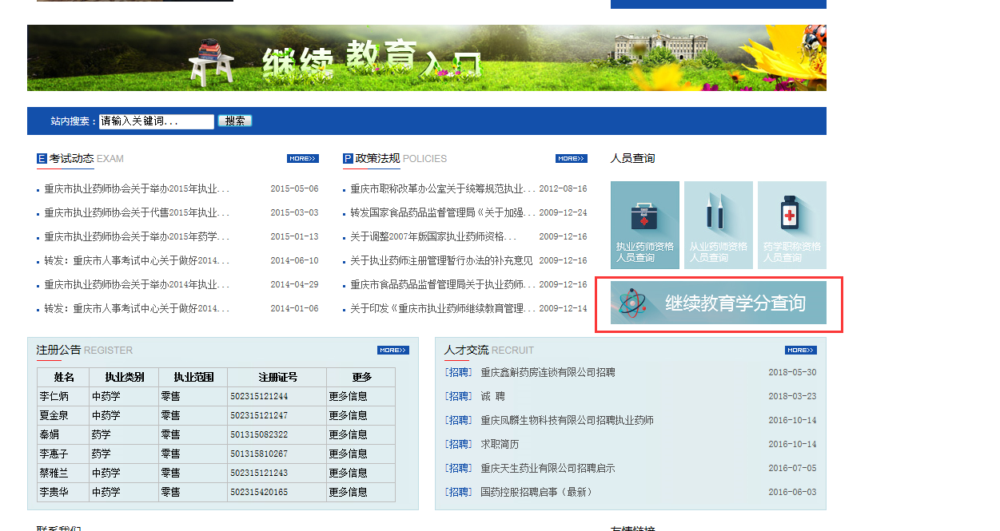 继续教育入口
站内搜索： 请输入关键词... 搜索
E 考试动态 EXAM MORE>>
重庆市执业药师协会关于举办2015年执业... 2015-05-06
重庆市执业药师协会关于代售2015年执业... 2015-03-03
重庆市执业药师协会关于举办2015年药学... 2015-01-13
转发：重庆市人事考试中心关于做好2014... 2014-06-10
重庆市执业药师协会关于举办2014年执业... 2014-04-29
转发：重庆市人事考试中心关于做好2014... 2014-01-06
P 政策法规 POLICIES MORE>>
重庆市职称改革办公室关于统筹规范执业... 2012-08-16
转发国家食品药品监督管理局《关于加强... 2009-12-24
关于调整2007年版国家执业药师资格... 2009-12-16
关于执业药师注册管理暂行办法的补充意见 2009-12-16
重庆市食品药品监督管理局关于执业药师... 2009-12-16
关于印发《重庆市执业药师继续教育管理... 2009-12-14
人员查询
执业药师资格
人员查询
从业药师资格
人员查询
药学职称资格
人员查询
继续教育学分查询
注册公告 REGISTER MORE>>
姓名 执业类别 执业范围 注册证号 更多
李仁炳 中药学 零售 502315121244 更多信息
夏金泉 中药学 零售 502315121247 更多信息
秦娟 药学 零售 501315082322 更多信息
李惠子 药学 零售 501315810267 更多信息
蔡雅兰 中药学 零售 502315121243 更多信息
李贵华 中药学 零售 502315420165 更多信息
人才交流 RECRUIT MORE>>
[招聘] 重庆鑫斛药房连锁有限公司招聘 2018-05-30
[招聘] 诚 聘 2018-03-23
[招聘] 重庆凤麟生物科技有限公司招聘执业药师 2016-10-14
[招聘] 求职简历 2016-10-14
[招聘] 重庆天生药业有限公司招聘启示 2016-07-05
[招聘] 国药控股招聘启事（最新） 2016-06-03
联系我们
友情链接